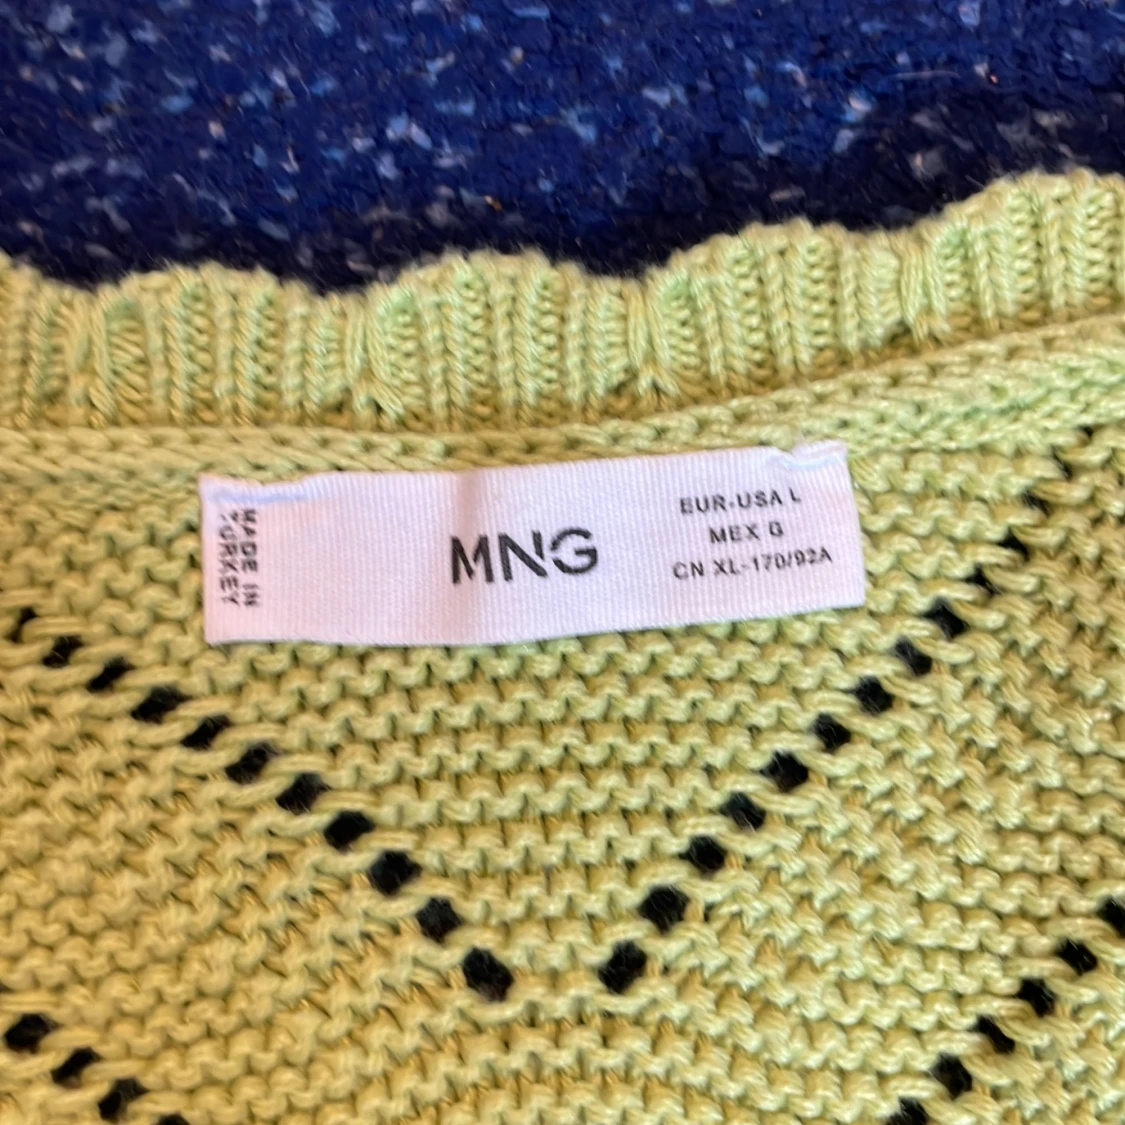 MADE IN
TURKEY
MNG
EUR-USA L
MEX G
CN XL-170/92A